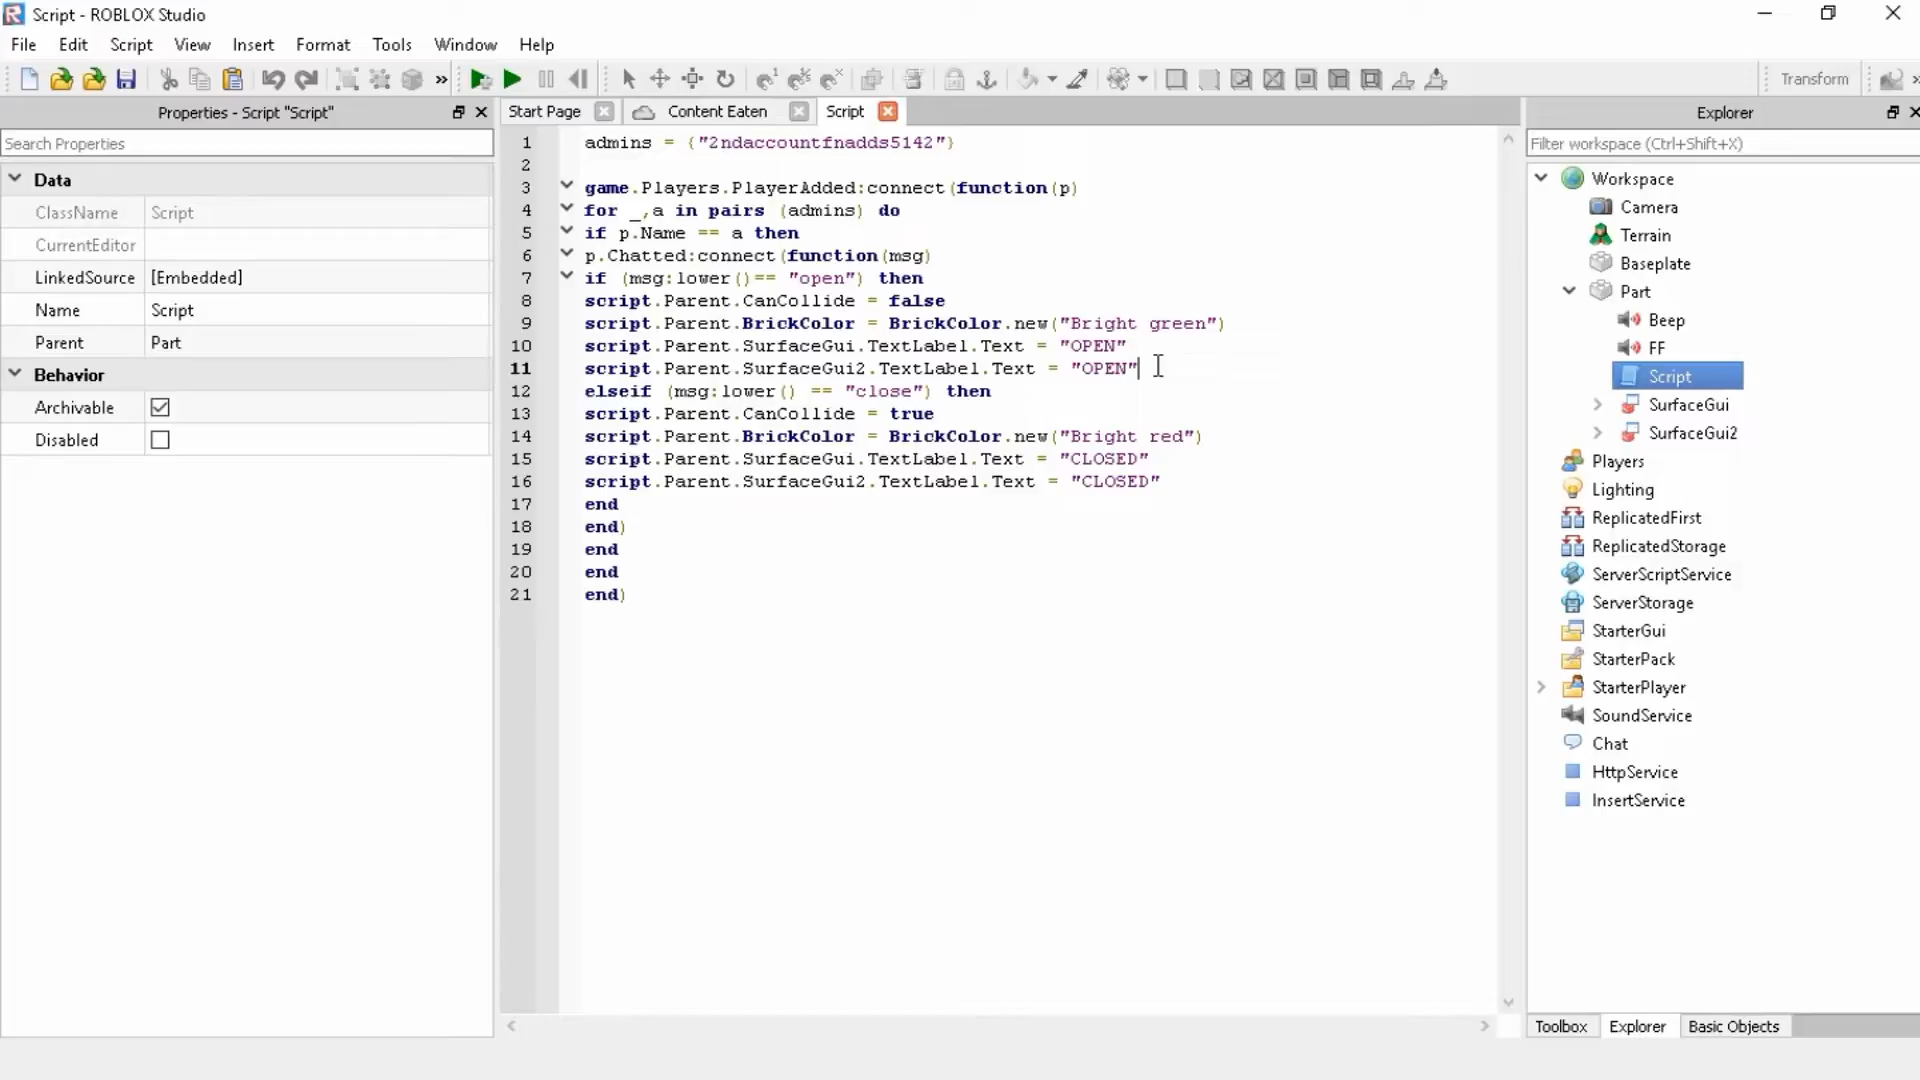 Script - ROBLOX Studio
File Edit Script View Insert Format Tools Window Help
» Transform »
Properties - Script "Script"
Start Page Content Eaten Script
Explorer
Search Properties
Filter workspace (Ctrl+Shift+X)
Data
ClassName Script
CurrentEditor
LinkedSource [Embedded]
Name Script
Parent Part
Behavior
Archivable
Disabled
1 admins = {"2ndaccountfnadds5142"}
2
3 game.Players.PlayerAdded:connect(function(p)
4 for _,a in pairs (admins) do
5 if p.Name == a then
6 p.Chatted:connect(function(msg)
7 if (msg:lower()== "open") then
8 script.Parent.CanCollide = false
9 script.Parent.BrickColor = BrickColor.new("Bright green")
10 script.Parent.SurfaceGui.TextLabel.Text = "OPEN"
11 script.Parent.SurfaceGui2.TextLabel.Text = "OPEN"
12 elseif (msg:lower() == "close") then
13 script.Parent.CanCollide = true
14 script.Parent.BrickColor = BrickColor.new("Bright red")
15 script.Parent.SurfaceGui.TextLabel.Text = "CLOSED"
16 script.Parent.SurfaceGui2.TextLabel.Text = "CLOSED"
17 end
18 end)
19 end
20 end
21 end)
Workspace
Camera
Terrain
Baseplate
Part
Beep
FF
Script
SurfaceGui
SurfaceGui2
Players
Lighting
ReplicatedFirst
ReplicatedStorage
ServerScriptService
ServerStorage
StarterGui
StarterPack
StarterPlayer
SoundService
Chat
HttpService
InsertService
Toolbox Explorer Basic Objects